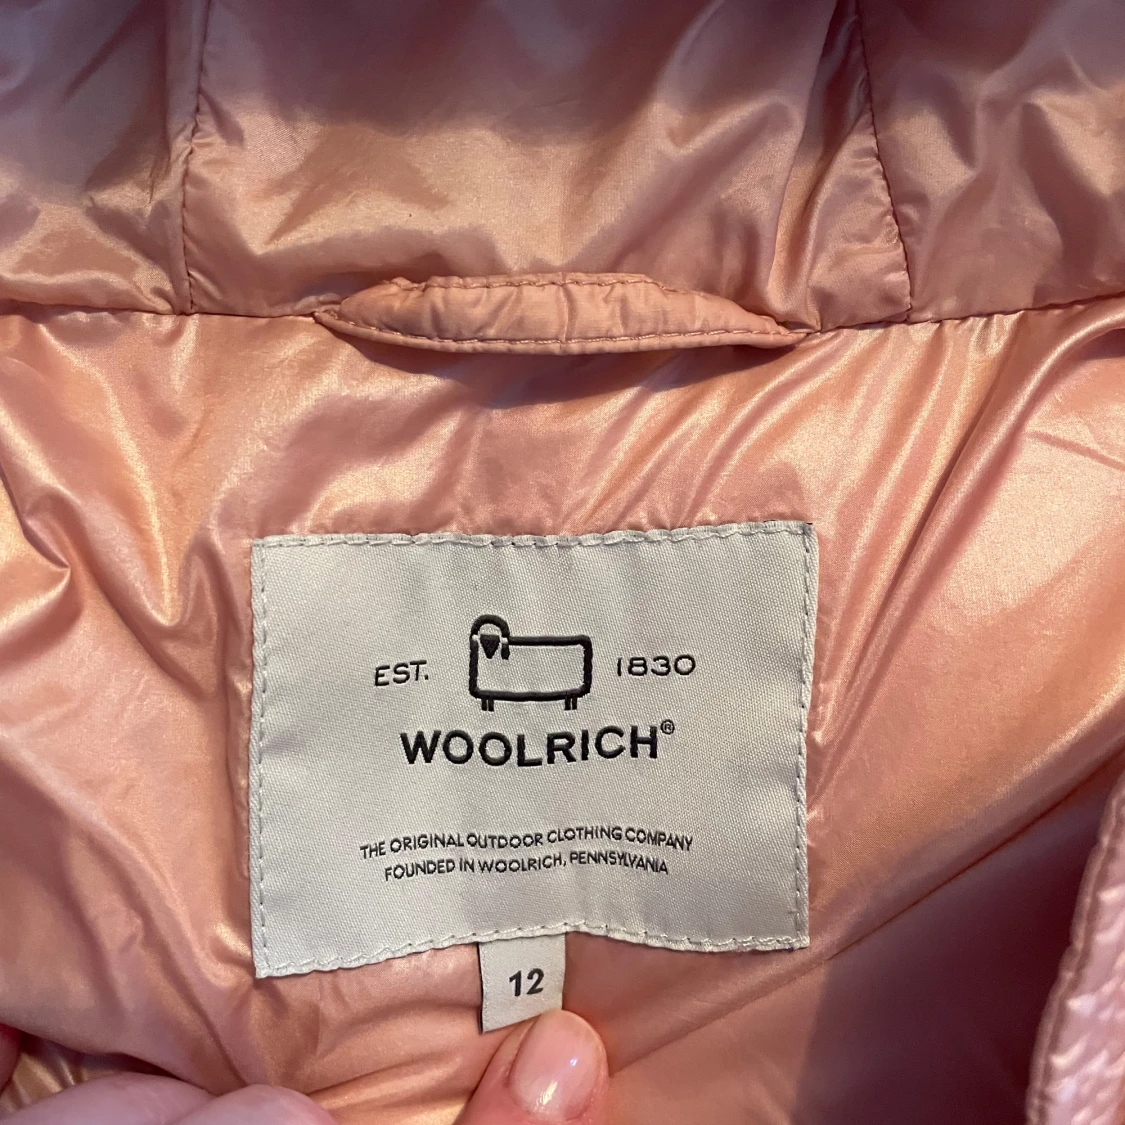 EST. 1830
WOOLRICH®
THE ORIGINAL OUTDOOR CLOTHING COMPANY
FOUNDED IN WOOLRICH, PENNSYLVANIA
12